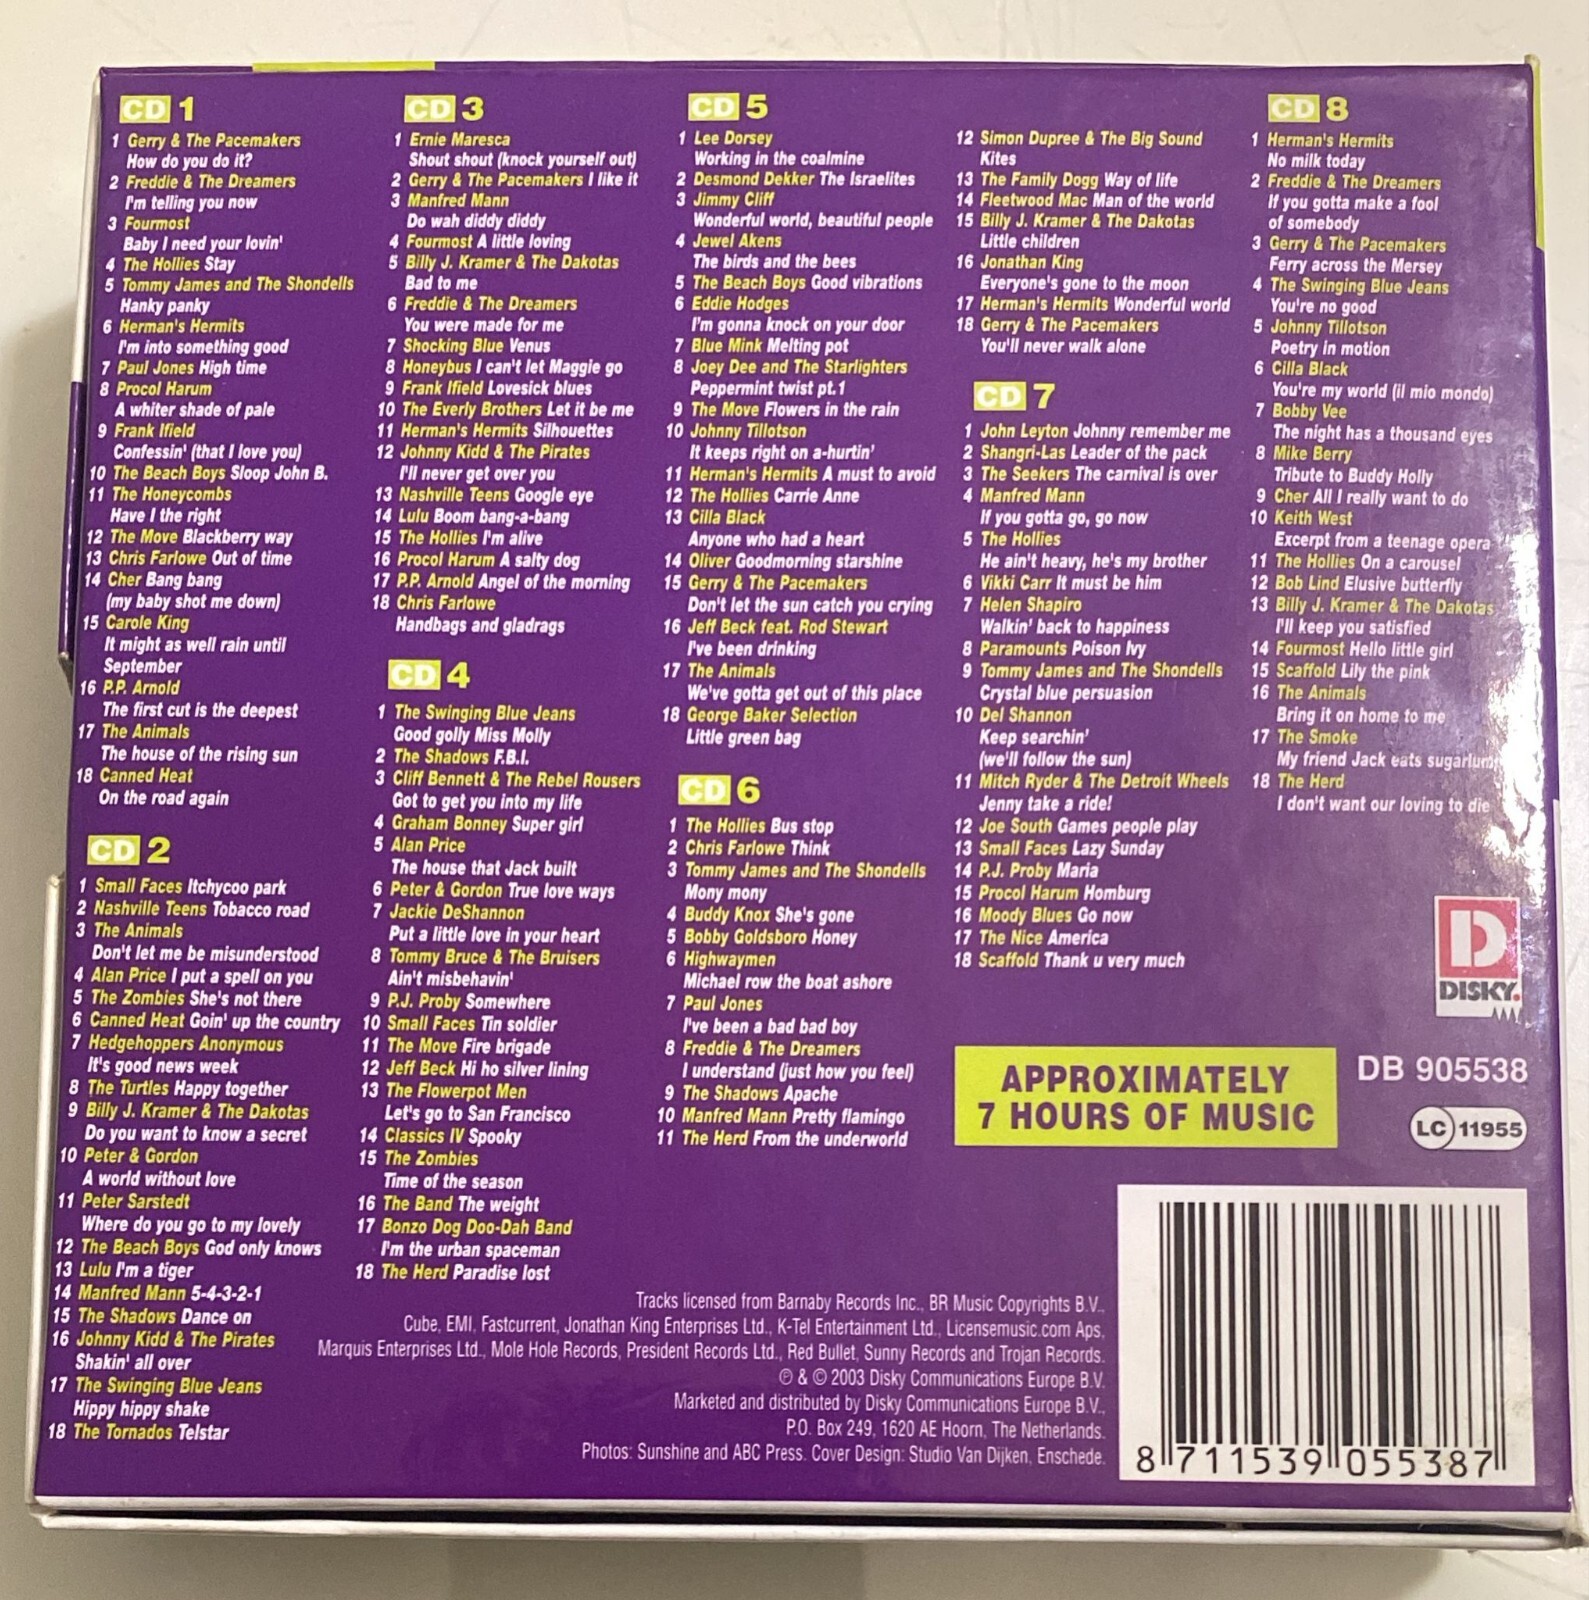 CD 1
1 Gerry & The Pacemakers
How do you do it?
2 Freddie & The Dreamers
I'm telling you now
3 Fourmost
Baby I need your lovin'
4 The Hollies Stay
5 Tommy James and The Shondells
Hanky panky
6 Herman's Hermits
I'm into something good
7 Paul Jones High time
8 Procol Harum
A whiter shade of pale
9 Frank Ifield
Confessin' (that I love you)
10 The Beach Boys Sloop John B.
11 The Honeycombs
Have I the right
12 The Move Blackberry way
13 Chris Farlowe Out of time
14 Cher Bang bang
(my baby shot me down)
15 Carole King
It might as well rain until
September
16 P.P. Arnold
The first cut is the deepest
17 The Animals
The house of the rising sun
18 Canned Heat
On the road again
CD 2
1 Small Faces Itchycoo park
2 Nashville Teens Tobacco road
3 The Animals
Don't let me be misunderstood
4 Alan Price I put a spell on you
5 The Zombies She's not there
6 Canned Heat Goin' up the country
7 Hedgehoppers Anonymous
It's good news week
8 The Turtles Happy together
9 Billy J. Kramer & The Dakotas
Do you want to know a secret
10 Peter & Gordon
A world without love
11 Peter Sarstedt
Where do you go to my lovely
12 The Beach Boys God only knows
13 Lulu I'm a tiger
14 Manfred Mann 5-4-3-2-1
15 The Shadows Dance on
16 Johnny Kidd & The Pirates
Shakin' all over
17 The Swinging Blue Jeans
Hippy hippy shake
18 The Tornados Telstar
CD 3
1 Ernie Maresca
Shout shout (knock yourself out)
2 Gerry & The Pacemakers I like it
3 Manfred Mann
Do wah diddy diddy
4 Fourmost A little loving
5 Billy J. Kramer & The Dakotas
Bad to me
6 Freddie & The Dreamers
You were made for me
7 Shocking Blue Venus
8 Honeybus I can't let Maggie go
9 Frank Ifield Lovesick blues
10 The Everly Brothers Let it be me
11 Herman's Hermits Silhouettes
12 Johnny Kidd & The Pirates
I'll never get over you
13 Nashville Teens Google eye
14 Lulu Boom bang-a-bang
15 The Hollies I'm alive
16 Procol Harum A salty dog
17 P.P. Arnold Angel of the morning
18 Chris Farlowe
Handbags and gladrags
CD 4
1 The Swinging Blue Jeans
Good golly Miss Molly
2 The Shadows F.B.I.
3 Cliff Bennett & The Rebel Rousers
Got to get you into my life
4 Graham Bonney Super girl
5 Alan Price
The house that Jack built
6 Peter & Gordon True love ways
7 Jackie DeShannon
Put a little love in your heart
8 Tommy Bruce & The Bruisers
Ain't misbehavin'
9 P.J. Proby Somewhere
10 Small Faces Tin soldier
11 The Move Fire brigade
12 Jeff Beck Hi ho silver lining
13 The Flowerpot Men
Let's go to San Francisco
14 Classics IV Spooky
15 The Zombies
Time of the season
16 The Band The weight
17 Bonzo Dog Doo-Dah Band
I'm the urban spaceman
18 The Herd Paradise lost
CD 5
1 Lee Dorsey
Working in the coalmine
2 Desmond Dekker The Israelites
3 Jimmy Cliff
Wonderful world, beautiful people
4 Jewel Akens
The birds and the bees
5 The Beach Boys Good vibrations
6 Eddie Hodges
I'm gonna knock on your door
7 Blue Mink Melting pot
8 Joey Dee and The Starlighters
Peppermint twist pt.1
9 The Move Flowers in the rain
10 Johnny Tillotson
It keeps right on a-hurtin'
11 Herman's Hermits A must to avoid
12 The Hollies Carrie Anne
13 Cilla Black
Anyone who had a heart
14 Oliver Goodmorning starshine
15 Gerry & The Pacemakers
Don't let the sun catch you crying
16 Jeff Beck feat. Rod Stewart
I've been drinking
17 The Animals
We've gotta get out of this place
18 George Baker Selection
Little green bag
CD 6
1 The Hollies Bus stop
2 Chris Farlowe Think
3 Tommy James and The Shondells
Mony mony
4 Buddy Knox She's gone
5 Bobby Goldsboro Honey
6 Highwaymen
Michael row the boat ashore
7 Paul Jones
I've been a bad bad boy
8 Freddie & The Dreamers
I understand (just how you feel)
9 The Shadows Apache
10 Manfred Mann Pretty flamingo
11 The Herd From the underworld
12 Simon Dupree & The Big Sound
Kites
13 The Family Dogg Way of life
14 Fleetwood Mac Man of the world
15 Billy J. Kramer & The Dakotas
Little children
16 Jonathan King
Everyone's gone to the moon
17 Herman's Hermits Wonderful world
18 Gerry & The Pacemakers
You'll never walk alone
CD 7
1 John Leyton Johnny remember me
2 Shangri-Las Leader of the pack
3 The Seekers The carnival is over
4 Manfred Mann
If you gotta go, go now
5 The Hollies
He ain't heavy, he's my brother
6 Vikki Carr It must be him
7 Helen Shapiro
Walkin' back to happiness
8 Paramounts Poison Ivy
9 Tommy James and The Shondells
Crystal blue persuasion
10 Del Shannon
Keep searchin'
(we'll follow the sun)
11 Mitch Ryder & The Detroit Wheels
Jenny take a ride!
12 Joe South Games people play
13 Small Faces Lazy Sunday
14 P.J. Proby Maria
15 Procol Harum Homburg
16 Moody Blues Go now
17 The Nice America
18 Scaffold Thank u very much
CD 8
1 Herman's Hermits
No milk today
2 Freddie & The Dreamers
If you gotta make a fool
of somebody
3 Gerry & The Pacemakers
Ferry across the Mersey
4 The Swinging Blue Jeans
You're no good
5 Johnny Tillotson
Poetry in motion
6 Cilla Black
You're my world (il mio mondo)
7 Bobby Vee
The night has a thousand eyes
8 Mike Berry
Tribute to Buddy Holly
9 Cher All I really want to do
10 Keith West
Excerpt from a teenage opera
11 The Hollies On a carousel
12 Bob Lind Elusive butterfly
13 Billy J. Kramer & The Dakotas
I'll keep you satisfied
14 Fourmost Hello little girl
15 Scaffold Lily the pink
16 The Animals
Bring it on home to me
17 The Smoke
My friend Jack eats
18 The Herd
I don't want our loving to die
D
DISKY.
APPROXIMATELY
7 HOURS OF MUSIC
DB 905538
LC 11955
Tracks licensed from Barnaby Records Inc., BR Music Copyrights B.V.,
Cube, EMI, Fastcurrent, Jonathan King Enterprises Ltd., K-Tel Entertainment Ltd., Licensemusic.com Aps,
Marquis Enterprises Ltd., Mole Hole Records, President Records Ltd., Red Bullet, Sunny Records and Trojan Records.
℗ & © 2003 Disky Communications Europe B.V.
Marketed and distributed by Disky Communications Europe B.V.,
P.O. Box 249, 1620 AE Hoorn, The Netherlands.
Photos: Sunshine and ABC Press. Cover Design: Studio Van Dijken, Enschede.
8 711539 055387